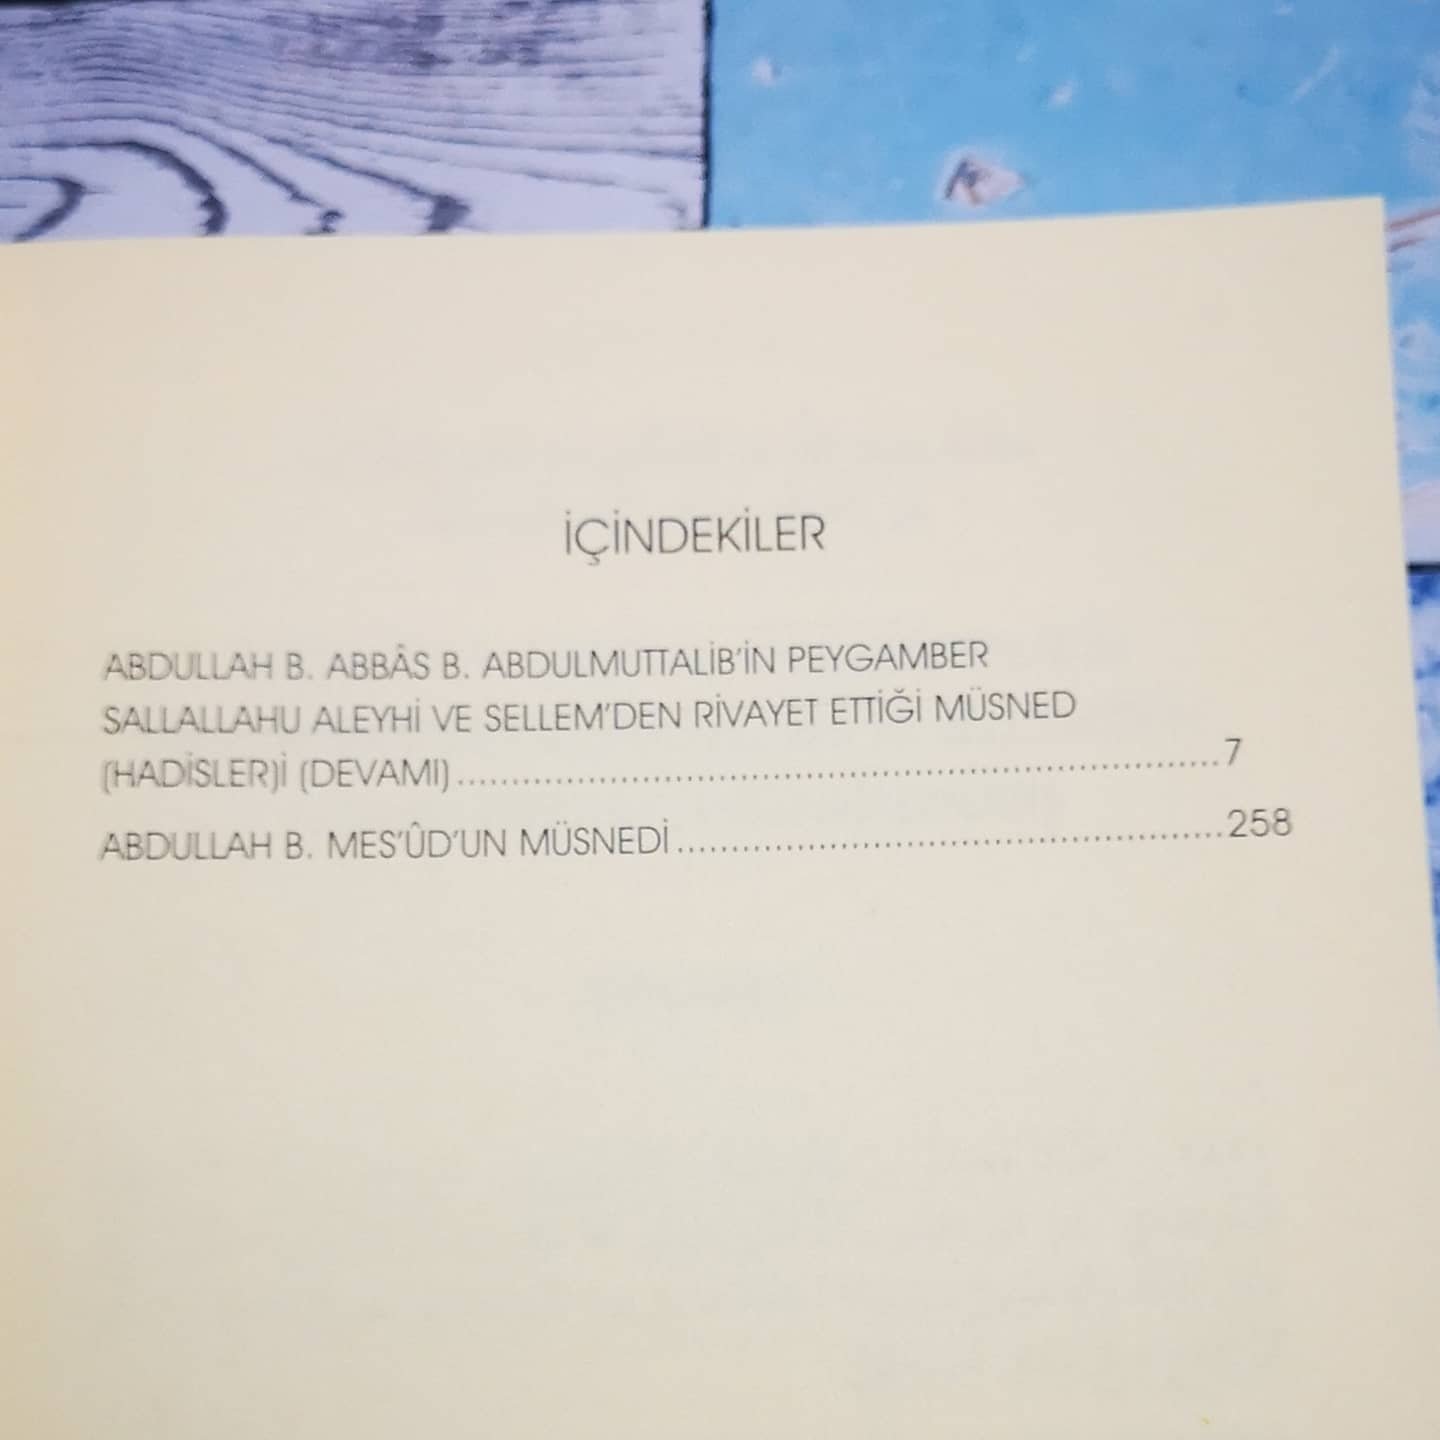 İÇİNDEKİLER
ABDULLAH B. ABBÂS B. ABDULMUTTALİB'İN PEYGAMBER
SALLALLAHU ALEYHİ VE SELLEM'DEN RİVAYET ETTİĞİ MÜSNED
(HADİSLER)İ (DEVAMI)........................................................................................7
ABDULLAH B. MES'ÛD'UN MÜSNEDİ..............................................................258